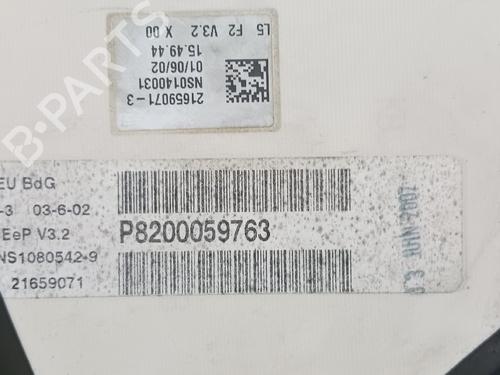 L5 F2 V3.2 X 00
15.49.44
01/06/02
NS0140031
21659071-3
EU BdG
-3 03-6-02
EeP V3.2
NS1080542-9
21659071
P8200059763
B-PARTS